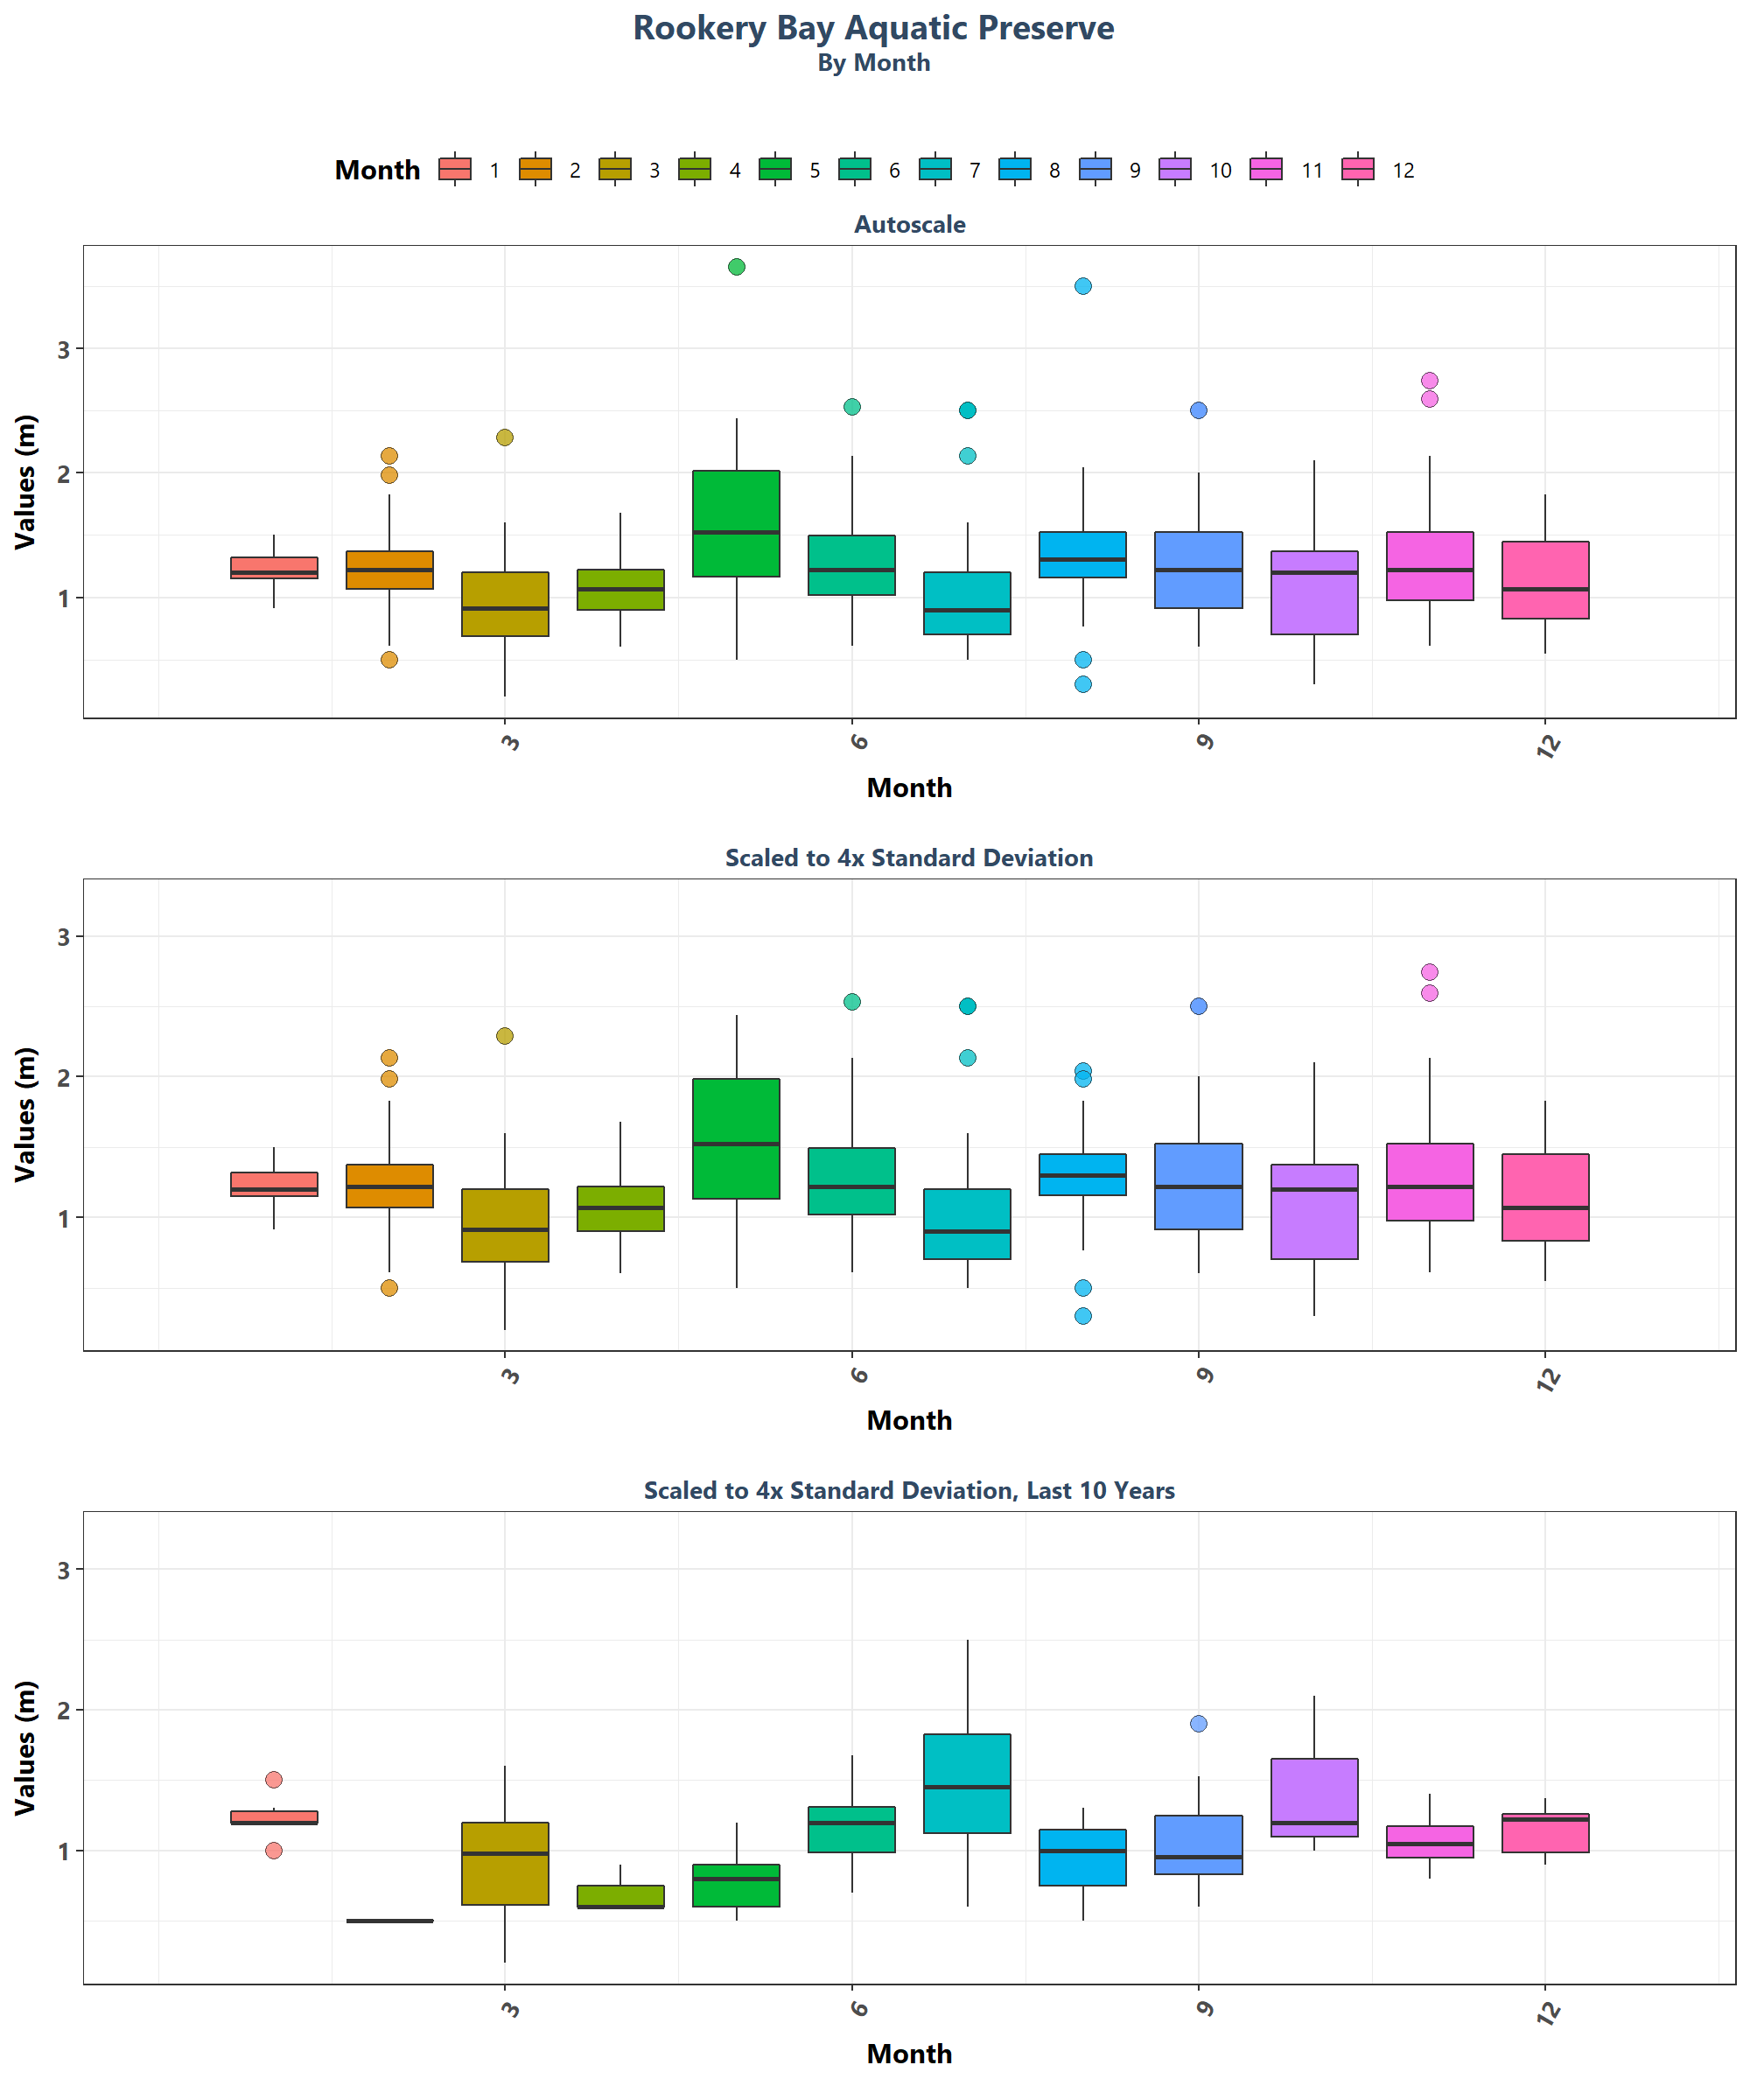 Rookery Bay Aquatic Preserve
By Month
Month 1 2 3 4 5 6 7 8 9 10 11 12
Autoscale
Values (m)
3
2
1
3 6 9 12
Month
Scaled to 4x Standard Deviation
Values (m)
3
2
1
3 6 9 12
Month
Scaled to 4x Standard Deviation, Last 10 Years
Values (m)
3
2
1
3 6 9 12
Month